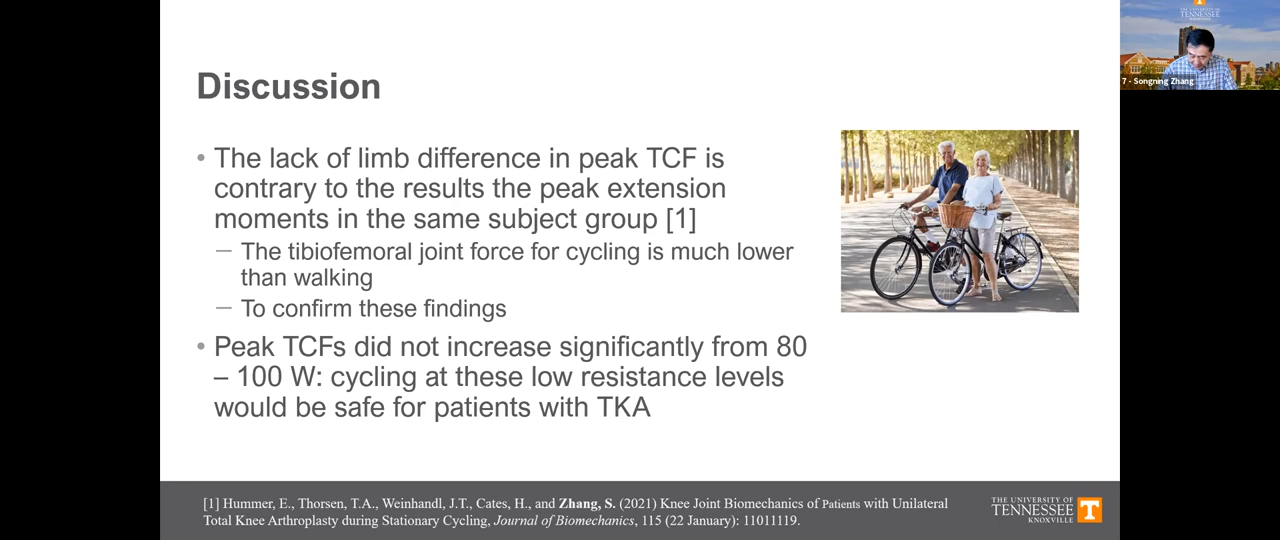 THE UNIVERSITY OF
TENNESSEE
7 - Songning Zhang
Discussion
• The lack of limb difference in peak TCF is
contrary to the results the peak extension
moments in the same subject group [1]
– The tibiofemoral joint force for cycling is much lower
than walking
– To confirm these findings
• Peak TCFs did not increase significantly from 80
– 100 W: cycling at these low resistance levels
would be safe for patients with TKA
[1] Hummer, E., Thorsen, T.A., Weinhandl, J.T., Cates, H., and Zhang, S. (2021) Knee Joint Biomechanics of Patients with Unilateral
Total Knee Arthroplasty during Stationary Cycling, Journal of Biomechanics, 115 (22 January): 11011119.
THE UNIVERSITY OF
TENNESSEE
KNOXVILLE
T